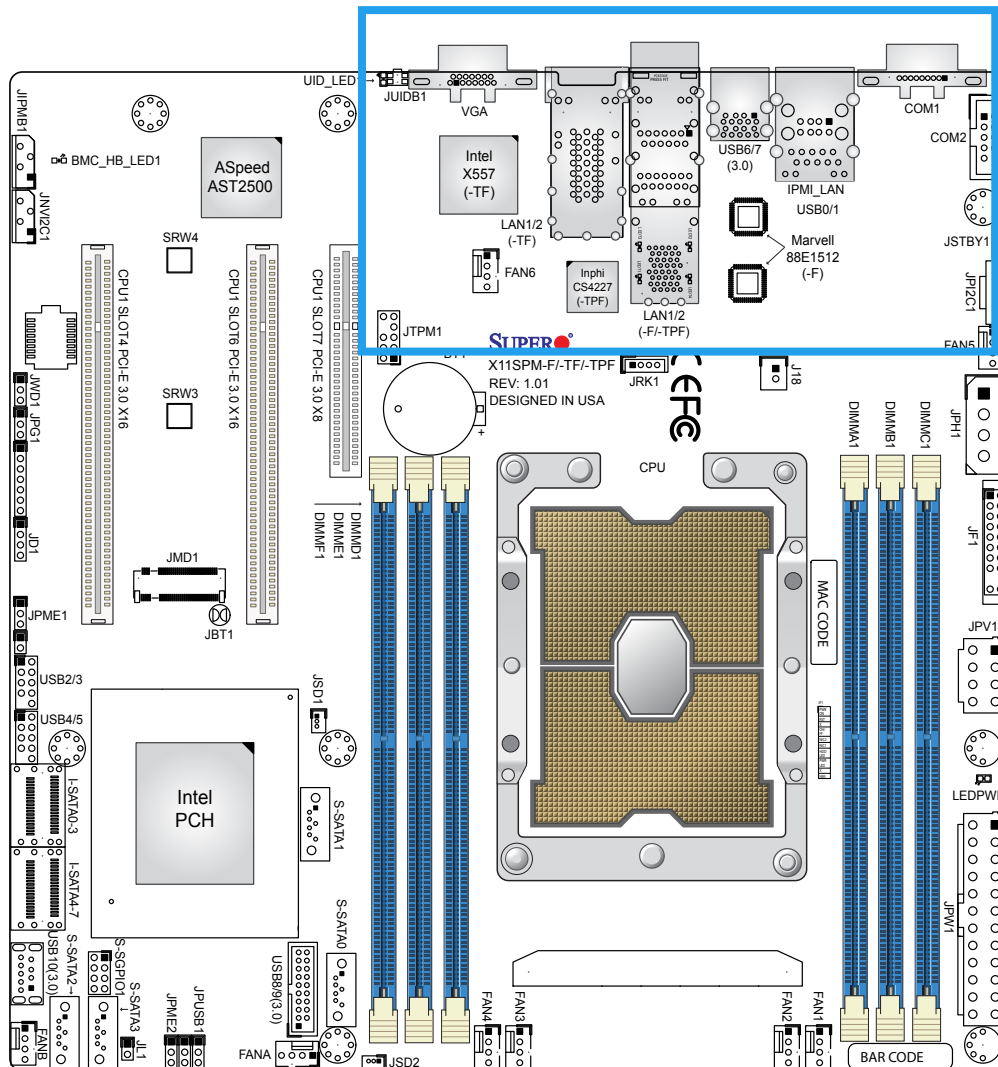 UID_LED1→
JUIDB1
VGA
COM1
JIPMB1
BMC_HB_LED1
ASpeed
AST2500
Intel
X557
(-TF)
USB6/7
(3.0)
IPMI_LAN
USB0/1
COM2
JNVI2C1
SRW4
LAN1/2
(-TF)
FAN6
Inphi
CS4227
(-TPF)
LAN1/2
(-F/-TPF)
Marvell
88E1512
(-F)
JSTBY1
JPI2C1
FAN5
CPU1 SLOT4 PCI-E 3.0 X16
CPU1 SLOT6 PCI-E 3.0 X16
CPU1 SLOT7 PCI-E 3.0 X8
JTPM1
SUPER
X11SPM-F/-TF/-TPF
REV: 1.01
DESIGNED IN USA
JRK1
J18
JWD1
JPG1
SRW3
CPU
DIMMA1
DIMMB1
DIMMC1
JPH1
JD1
JMD1
JBT1
DIMMF1
DIMME1
DIMMD1
JF1
JPME1
MAC CODE
JPV1
USB2/3
USB4/5
JSD1
I-SATA0-3
I-SATA4-7
Intel
PCH
S-SATA1
LEDPWR
JPW1
USB10(3.0)
S-SATA2→
S-SGPIO1
S-SATA3
USB8/9(3.0)
S-SATA0
FANB
JL1
JPME2
JPUSB1
FANA
JSD2
FAN4
FAN3
FAN2
FAN1
BAR CODE